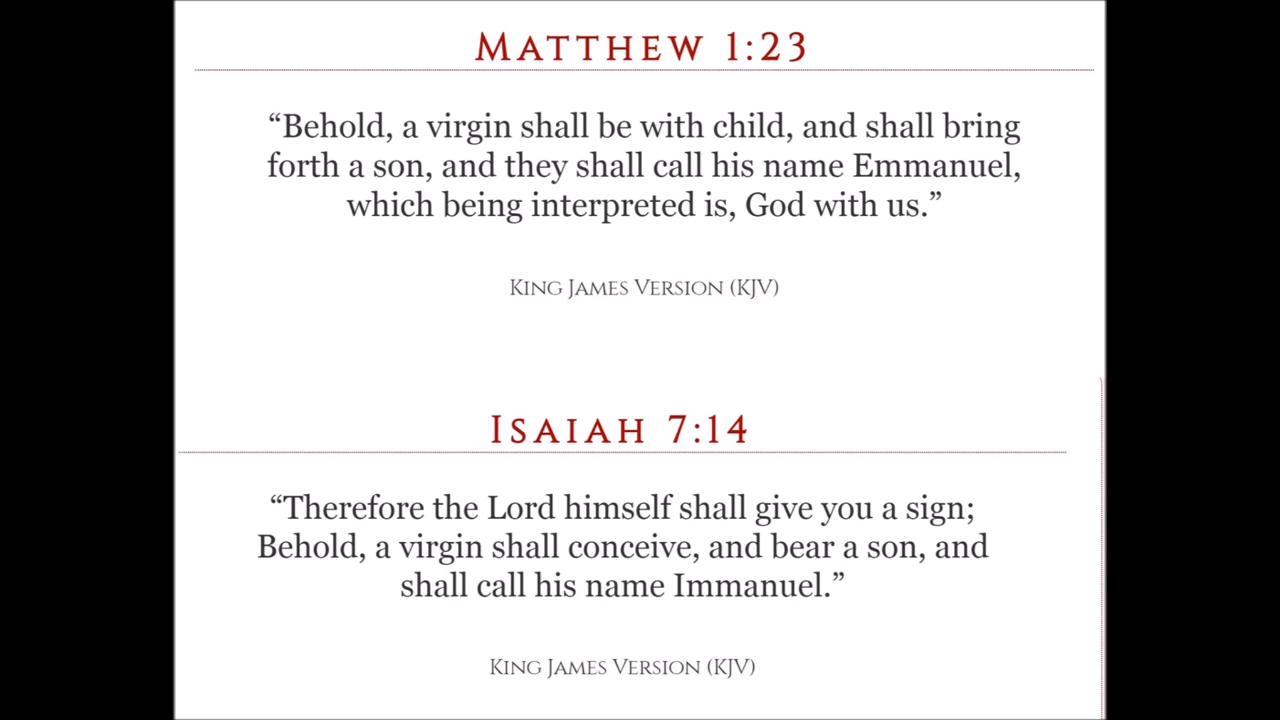 Matthew 1:23
“Behold, a virgin shall be with child, and shall bring
forth a son, and they shall call his name Emmanuel,
which being interpreted is, God with us.”
King James Version (KJV)
Isaiah 7:14
“Therefore the Lord himself shall give you a sign;
Behold, a virgin shall conceive, and bear a son, and
shall call his name Immanuel.”
King James Version (KJV)